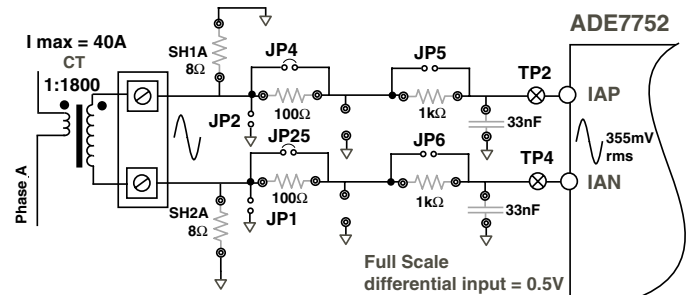 ADE7752
I max = 40A
CT
1:1800
SH1A
8Ω
JP4
JP5
TP2
IAP
JP2
100Ω
1kΩ
33nF
JP25
JP6
355mV
rms
TP4
IAN
Phase A
SH2A
8Ω
100Ω
JP1
1kΩ
33nF
Full Scale
differential input = 0.5V